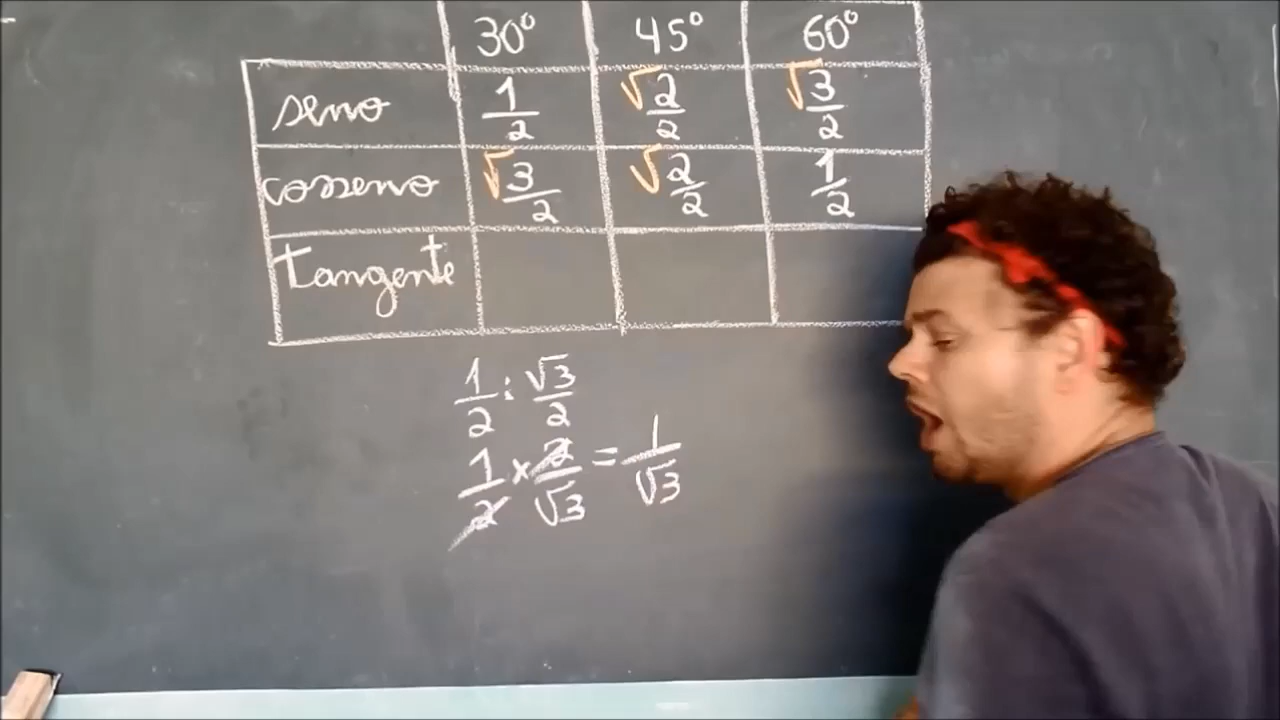 30° 45° 60°
seno 1/2 √2/2 √3/2
cosseno √3/2 √2/2 1/2
tangente
1/2 : √3/2
1/2 × 2/√3 = 1/√3